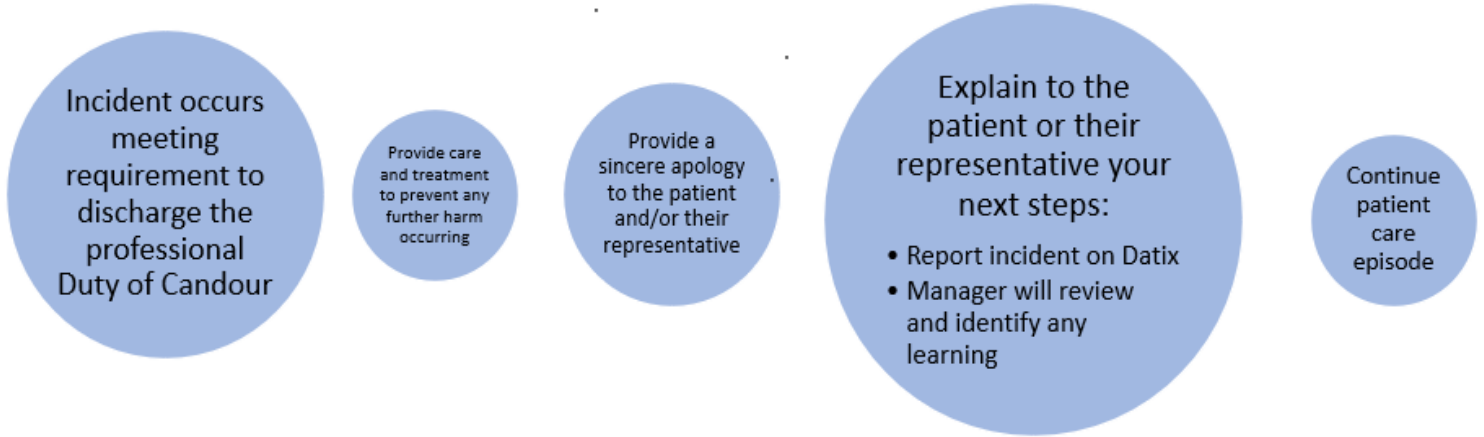 Incident occurs
meeting
requirement to
discharge the
professional
Duty of Candour
Provide care
and treatment
to prevent any
further harm
occurring
Provide a
sincere apology
to the patient
and/or their
representative
Explain to the
patient or their
representative your
next steps:
• Report incident on Datix
• Manager will review
and identify any
learning
Continue
patient
care
episode